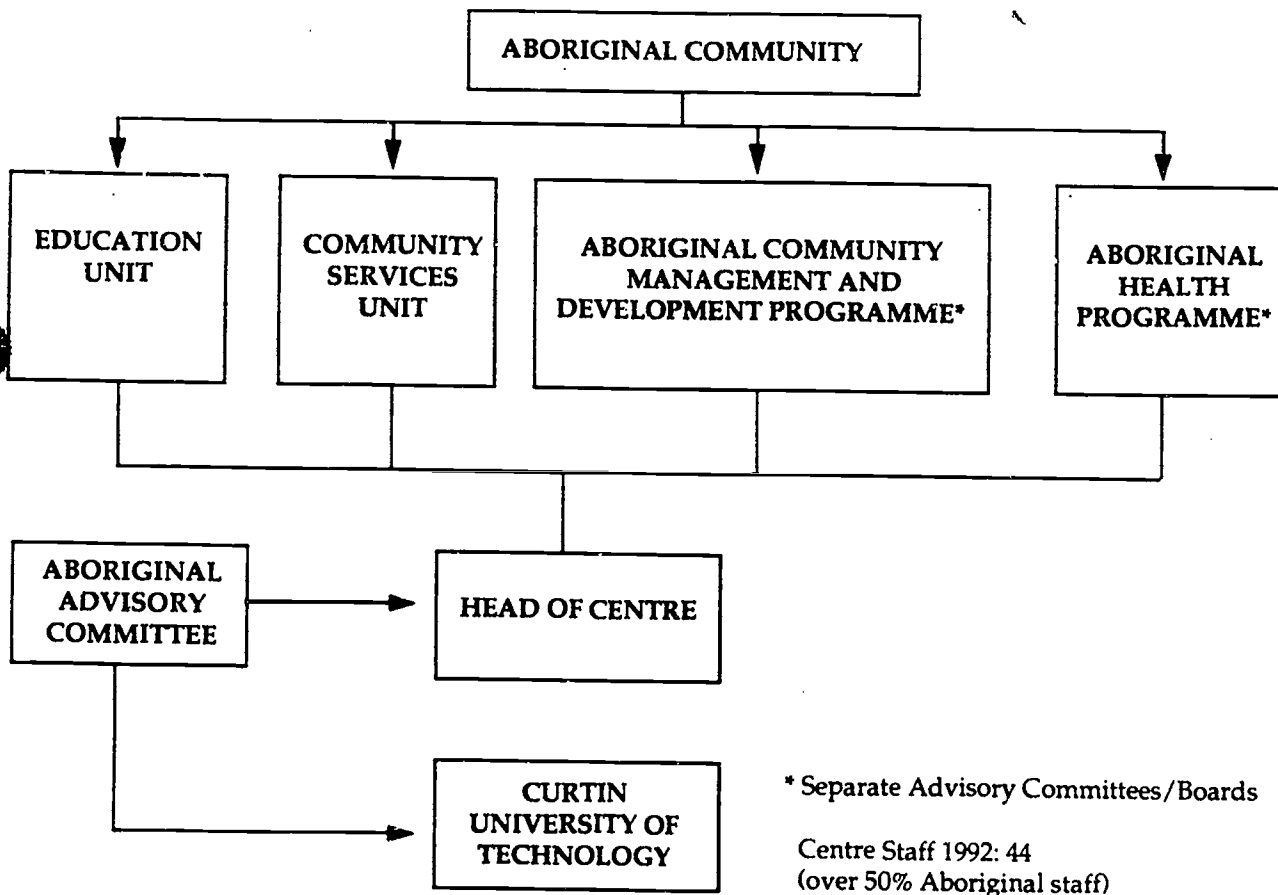 ABORIGINAL COMMUNITY
EDUCATION
UNIT
COMMUNITY
SERVICES
UNIT
ABORIGINAL COMMUNITY
MANAGEMENT AND
DEVELOPMENT PROGRAMME*
ABORIGINAL
HEALTH
PROGRAMME*
ABORIGINAL
ADVISORY
COMMITTEE
HEAD OF CENTRE
CURTIN
UNIVERSITY OF
TECHNOLOGY
* Separate Advisory Committees/Boards
Centre Staff 1992: 44
(over 50% Aboriginal staff)